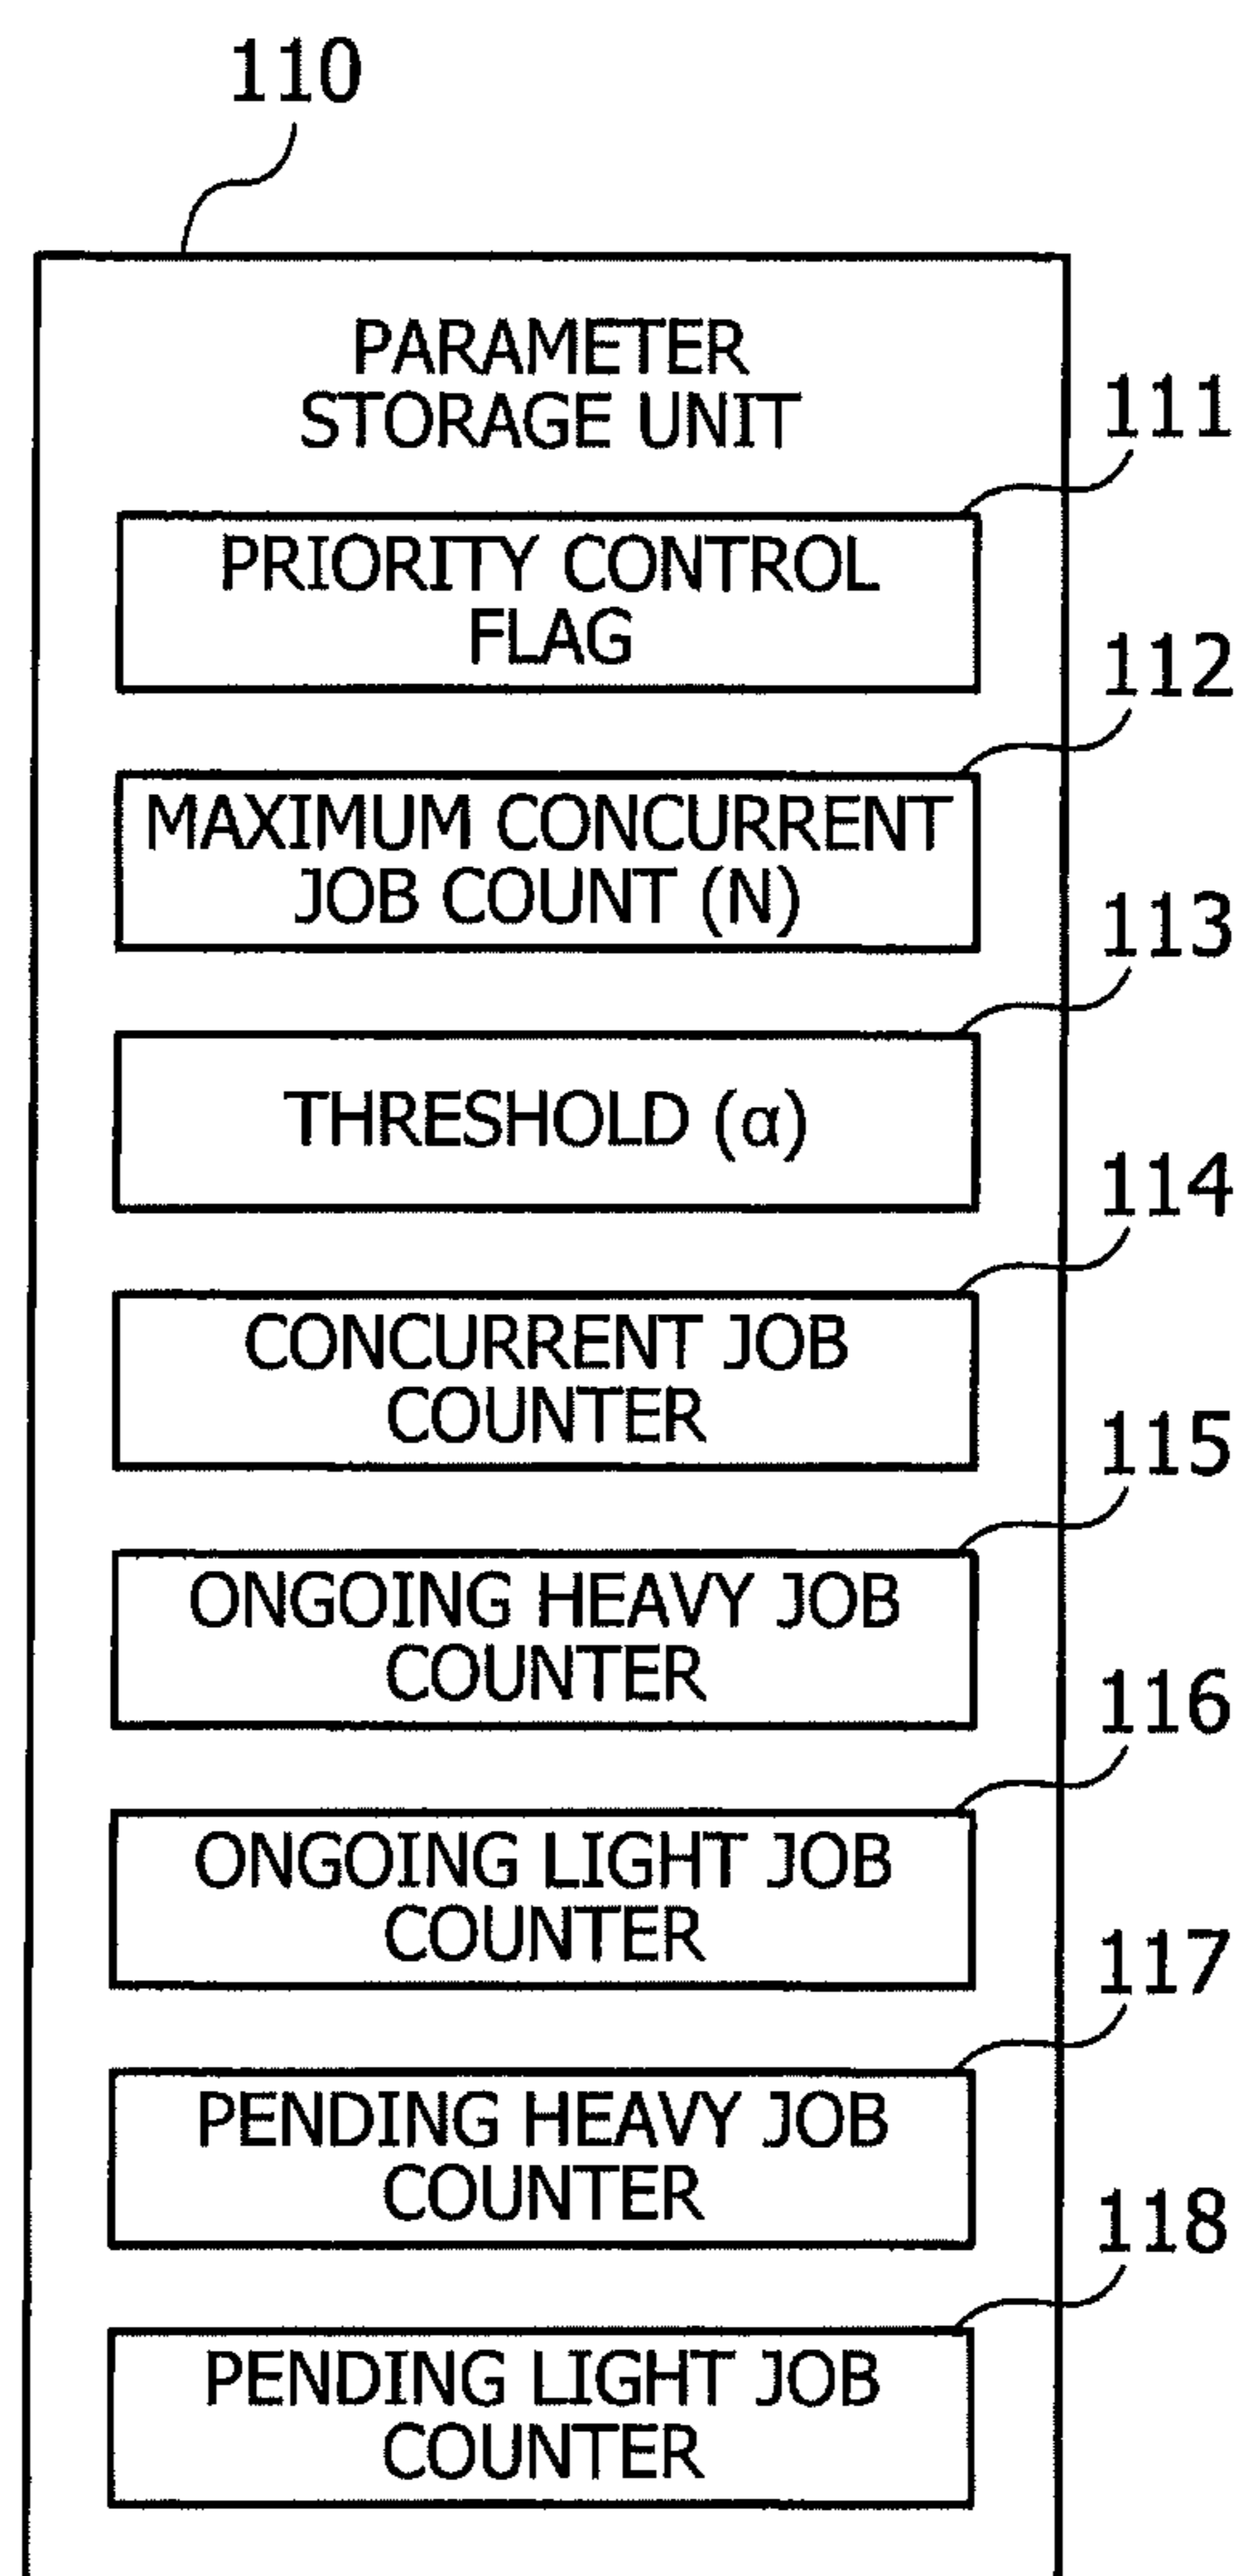 110
PARAMETER
STORAGE UNIT
111
PRIORITY CONTROL
FLAG
112
MAXIMUM CONCURRENT
JOB COUNT (N)
113
THRESHOLD (α)
114
CONCURRENT JOB
COUNTER
115
ONGOING HEAVY JOB
COUNTER
116
ONGOING LIGHT JOB
COUNTER
117
PENDING HEAVY JOB
COUNTER
118
PENDING LIGHT JOB
COUNTER